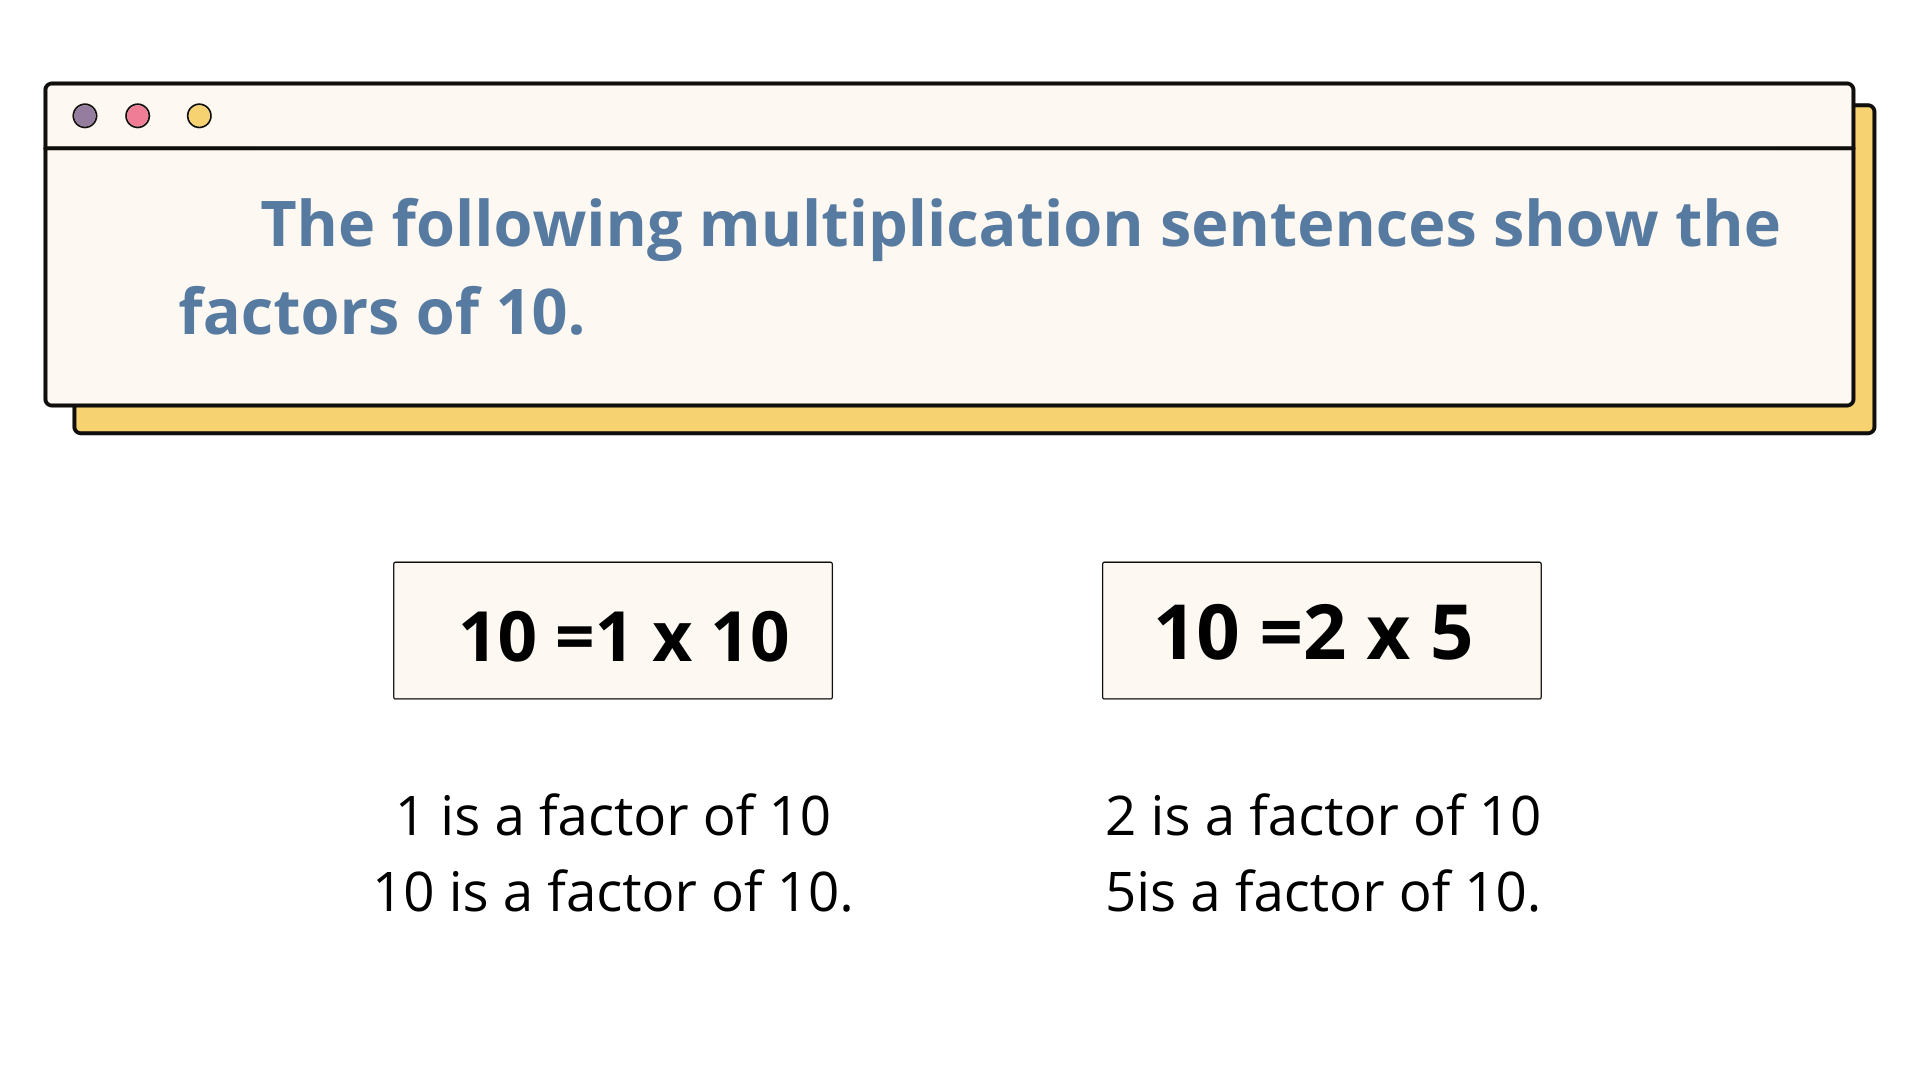 The following multiplication sentences show the
factors of 10.
10 =1 x 10
10 =2 x 5
1 is a factor of 10
10 is a factor of 10.
2 is a factor of 10
5is a factor of 10.